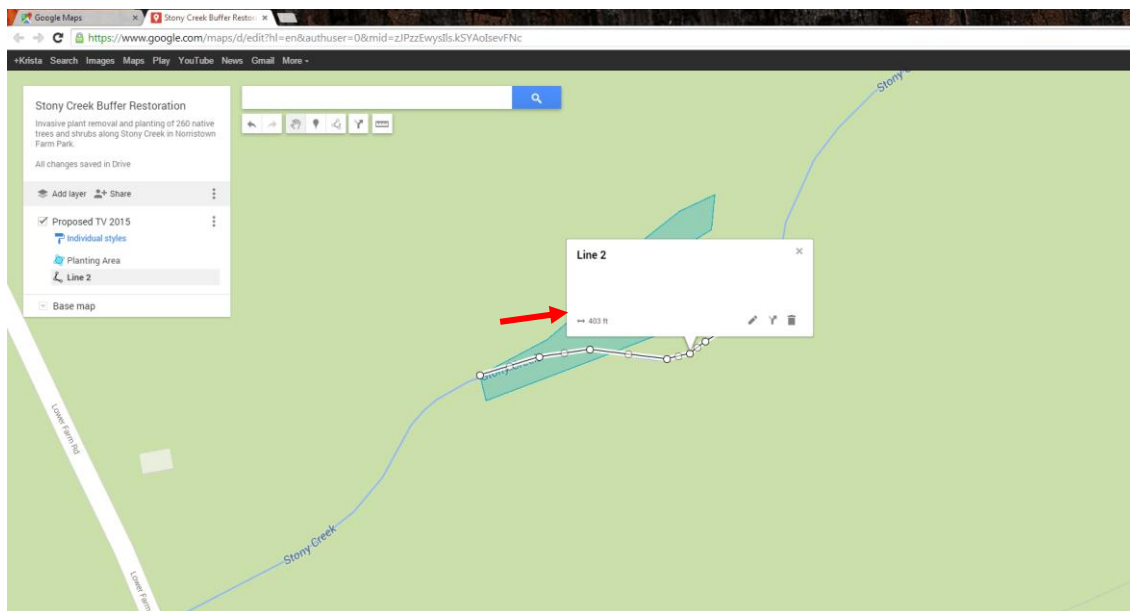 Google Maps
Stony Creek Buffer Resto
https://www.google.com/maps/d/edit?hl=en&authuser=0&mid=zJPzzEwysIls.kSYAoIsevFNc
+Krista Search Images Maps Play YouTube News Gmail More
Stony Creek Buffer Restoration
Invasive plant removal and planting of 260 native
trees and shrubs along Stony Creek in Norristown
Farm Park.
All changes saved in Drive
Add layer Share
Proposed TV 2015
Individual styles
Planting Area
Line 2
Base map
Stony
Line 2
403 ft
Stony Creek
Lower Farm Rd
Stony Creek
Lower Farm